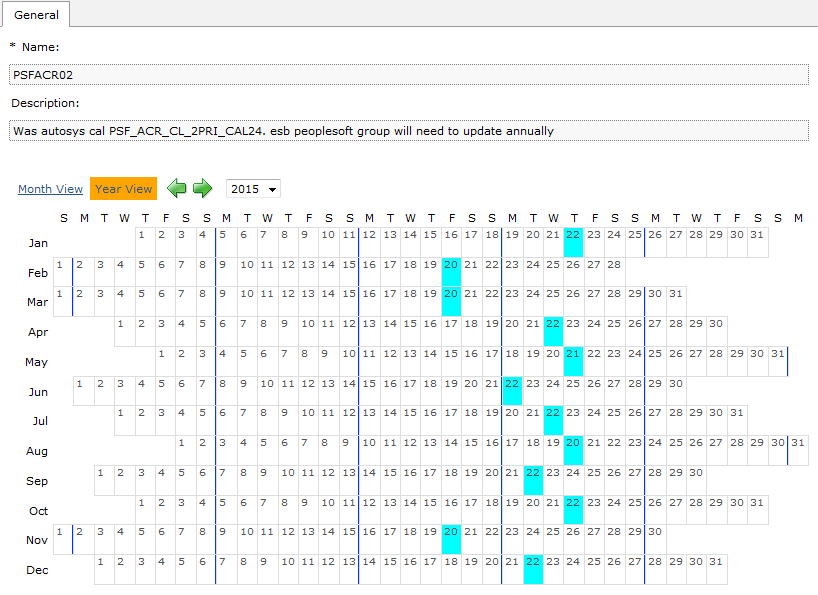 General
* Name:
PSFACR02
Description:
Was autosys cal PSF_ACR_CL_2PRI_CAL24. esb peoplesoft group will need to update annually
Month View Year View 2015
S M T W T F S S M T W T F S S M T W T F S S M T W T F S S M T W T F S S M
Jan 1 2 3 4 5 6 7 8 9 10 11 12 13 14 15 16 17 18 19 20 21 22 23 24 25 26 27 28 29 30 31
Feb 1 2 3 4 5 6 7 8 9 10 11 12 13 14 15 16 17 18 19 20 21 22 23 24 25 26 27 28
Mar 1 2 3 4 5 6 7 8 9 10 11 12 13 14 15 16 17 18 19 20 21 22 23 24 25 26 27 28 29 30 31
Apr 1 2 3 4 5 6 7 8 9 10 11 12 13 14 15 16 17 18 19 20 21 22 23 24 25 26 27 28 29 30
May 1 2 3 4 5 6 7 8 9 10 11 12 13 14 15 16 17 18 19 20 21 22 23 24 25 26 27 28 29 30 31
Jun 1 2 3 4 5 6 7 8 9 10 11 12 13 14 15 16 17 18 19 20 21 22 23 24 25 26 27 28 29 30
Jul 1 2 3 4 5 6 7 8 9 10 11 12 13 14 15 16 17 18 19 20 21 22 23 24 25 26 27 28 29 30 31
Aug 1 2 3 4 5 6 7 8 9 10 11 12 13 14 15 16 17 18 19 20 21 22 23 24 25 26 27 28 29 30 31
Sep 1 2 3 4 5 6 7 8 9 10 11 12 13 14 15 16 17 18 19 20 21 22 23 24 25 26 27 28 29 30
Oct 1 2 3 4 5 6 7 8 9 10 11 12 13 14 15 16 17 18 19 20 21 22 23 24 25 26 27 28 29 30 31
Nov 1 2 3 4 5 6 7 8 9 10 11 12 13 14 15 16 17 18 19 20 21 22 23 24 25 26 27 28 29 30
Dec 1 2 3 4 5 6 7 8 9 10 11 12 13 14 15 16 17 18 19 20 21 22 23 24 25 26 27 28 29 30 31